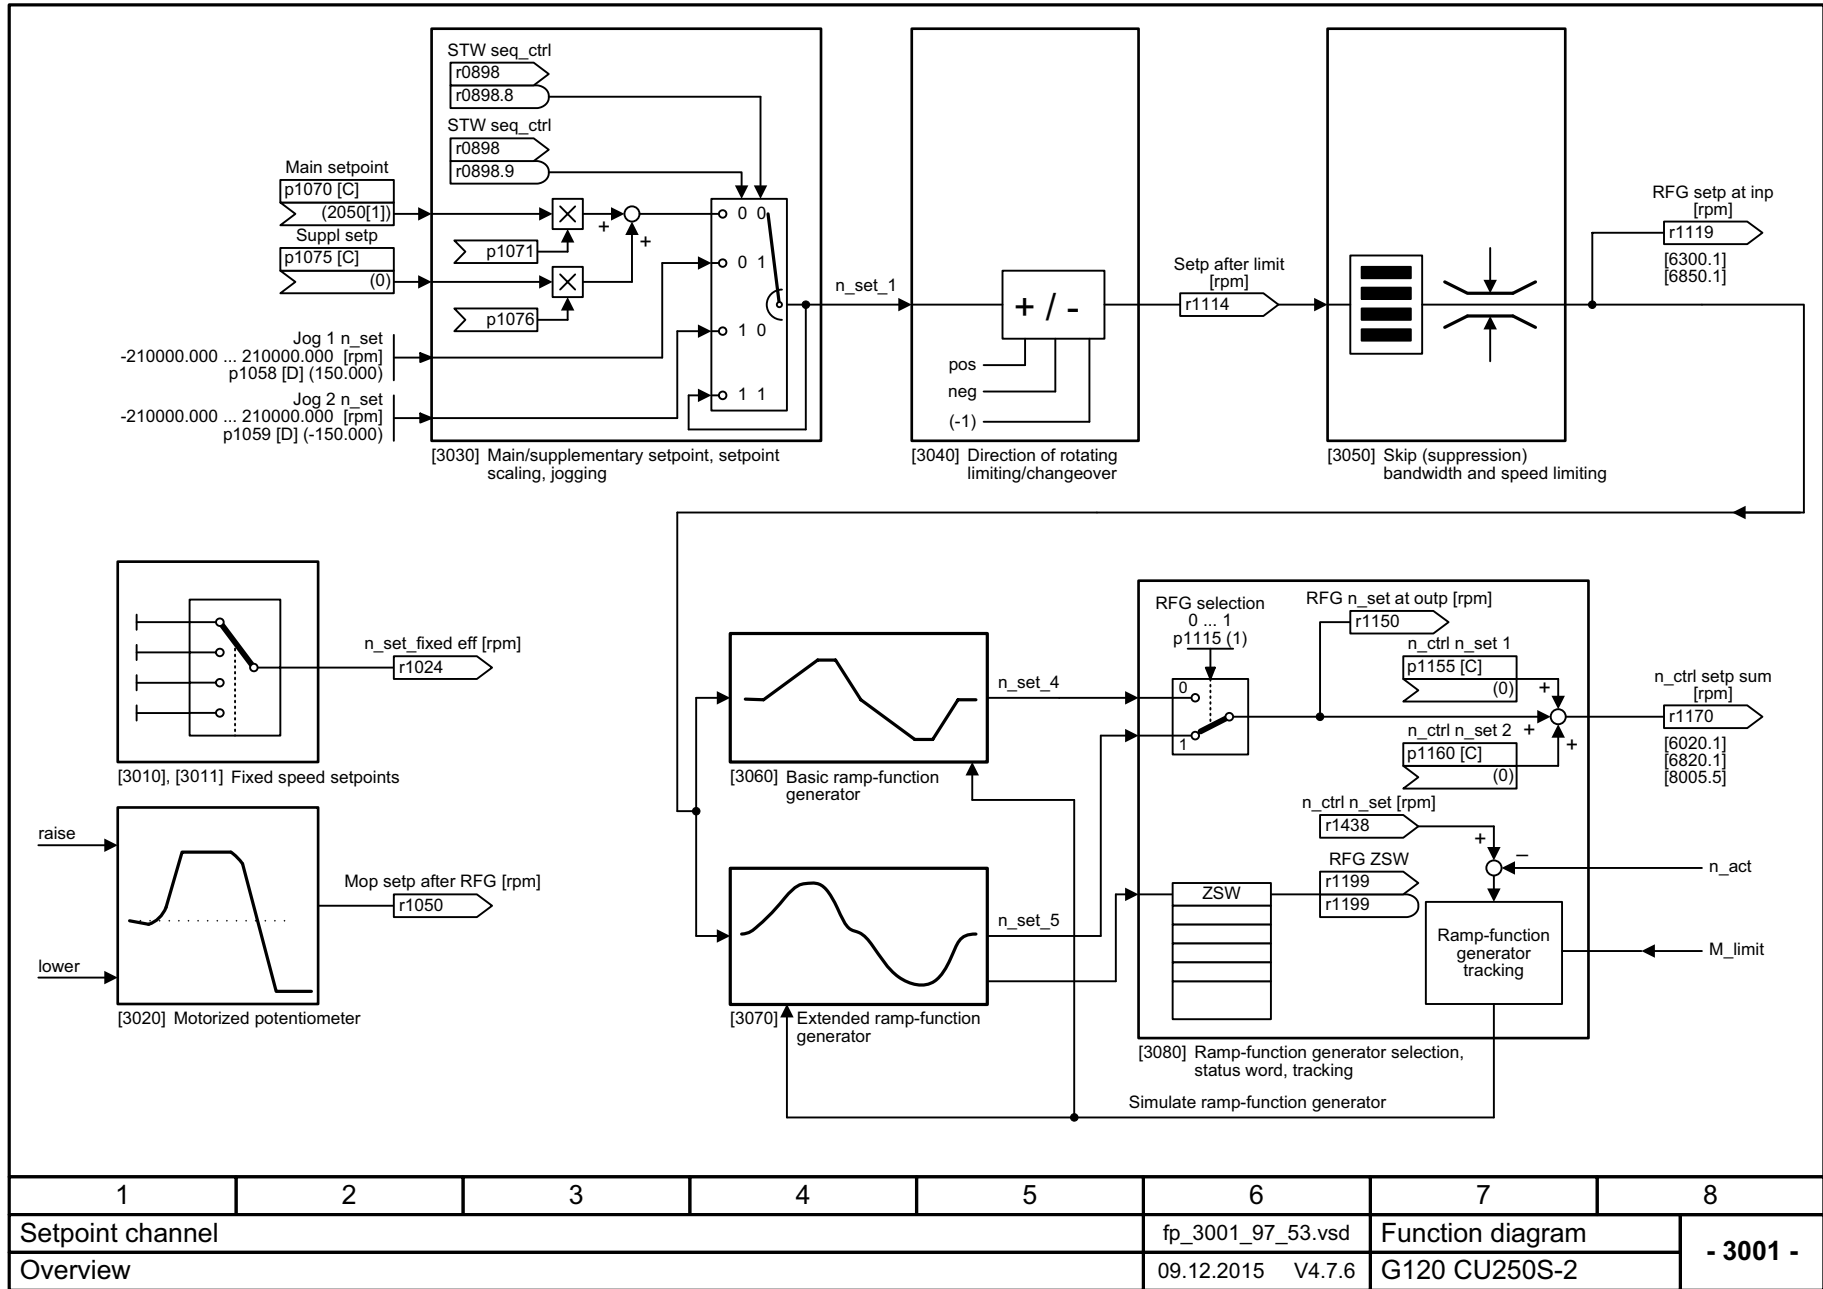 STW seq_ctrl
r0898
r0898.8
STW seq_ctrl
r0898
r0898.9
Main setpoint
p1070 [C]
(2050[1])
Suppl setp
p1075 [C]
(0)
p1071
p1076
+
+
0 0
0 1
1 0
1 1
Jog 1 n_set
-210000.000 ... 210000.000 [rpm]
p1058 [D] (150.000)
Jog 2 n_set
-210000.000 ... 210000.000 [rpm]
p1059 [D] (-150.000)
[3030] Main/supplementary setpoint, setpoint
scaling, jogging
n_set_1
+ / -
pos
neg
(-1)
[3040] Direction of rotating
limiting/changeover
Setp after limit
[rpm]
r1114
[3050] Skip (suppression)
bandwidth and speed limiting
RFG setp at inp
[rpm]
r1119
[6300.1]
[6850.1]
n_set_fixed eff [rpm]
r1024
[3010], [3011] Fixed speed setpoints
raise
lower
Mop setp after RFG [rpm]
r1050
[3020] Motorized potentiometer
n_set_4
[3060] Basic ramp-function
generator
n_set_5
[3070] Extended ramp-function
generator
RFG selection
0 ... 1
p1115 (1)
0
1
RFG n_set at outp [rpm]
r1150
n_ctrl n_set 1
p1155 [C]
(0)
+
n_ctrl n_set 2
+
+
p1160 [C]
(0)
n_ctrl setp sum
[rpm]
r1170
[6020.1]
[6820.1]
[8005.5]
n_ctrl n_set [rpm]
r1438
+
–
n_act
RFG ZSW
r1199
r1199
ZSW
Ramp-function
generator
tracking
M_limit
[3080] Ramp-function generator selection,
status word, tracking
Simulate ramp-function generator
1 2 3 4 5 6 7 8
Setpoint channel
fp_3001_97_53.vsd
Function diagram
- 3001 -
Overview
09.12.2015 V4.7.6
G120 CU250S-2